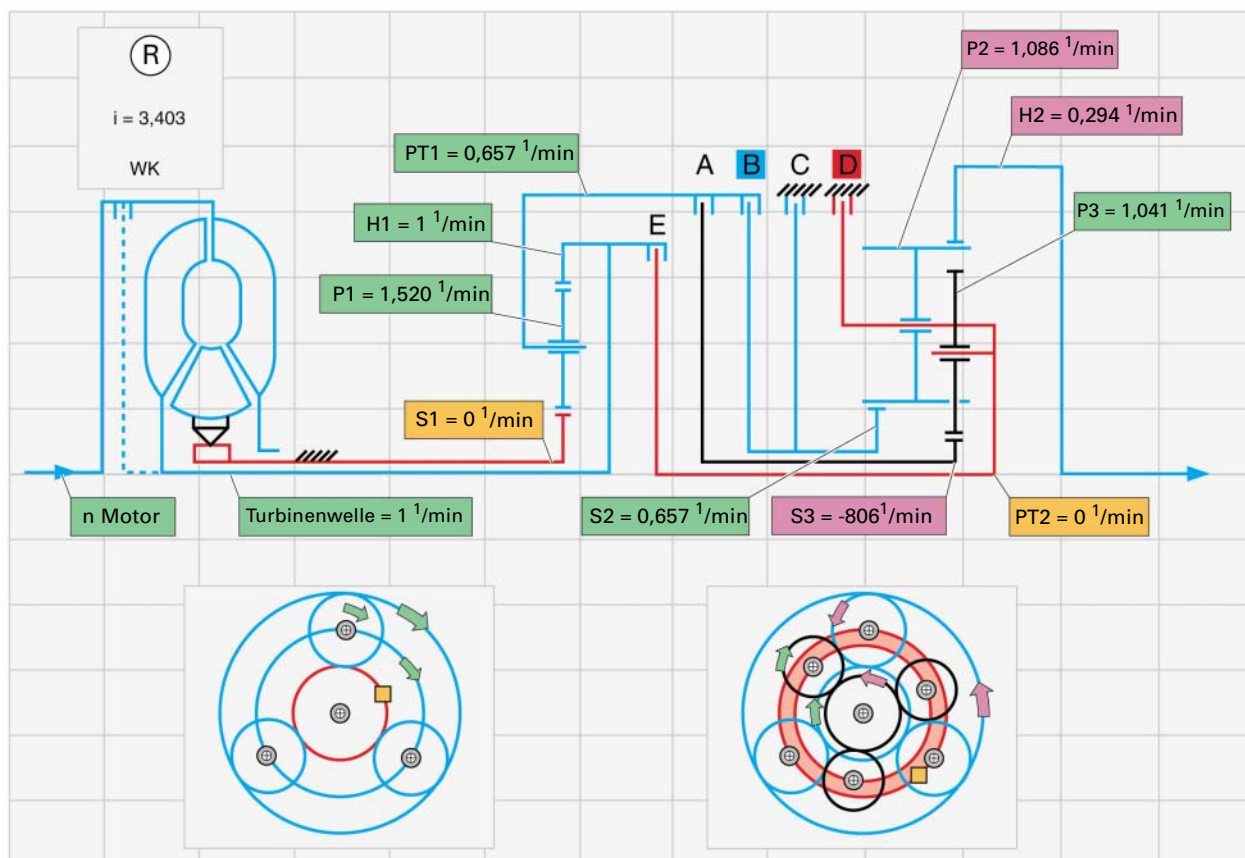 R
i = 3,403
WK
P2 = 1,086 1/min
H2 = 0,294 1/min
PT1 = 0,657 1/min
A
B
C
D
P3 = 1,041 1/min
H1 = 1 1/min
E
P1 = 1,520 1/min
S1 = 0 1/min
n Motor
Turbinenwelle = 1 1/min
S2 = 0,657 1/min
S3 = -806 1/min
PT2 = 0 1/min